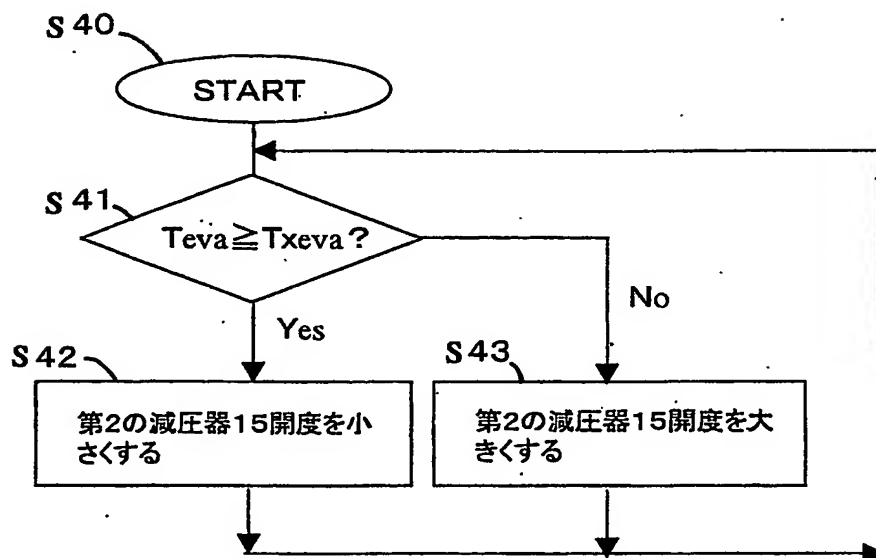 S40
START
S41
Teva≧Txeva?
No
Yes
S42
S43
第2の減圧器15開度を小
さくする
第2の減圧器15開度を大
きくする